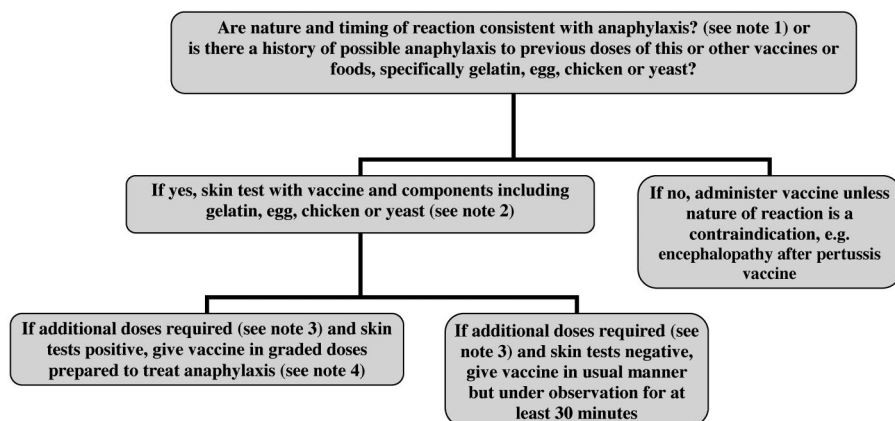 Are nature and timing of reaction consistent with anaphylaxis? (see note 1) or
is there a history of possible anaphylaxis to previous doses of this or other vaccines or
foods, specifically gelatin, egg, chicken or yeast?
If yes, skin test with vaccine and components including
gelatin, egg, chicken or yeast (see note 2)
If no, administer vaccine unless
nature of reaction is a
contraindication, e.g.
encephalopathy after pertussis
vaccine
If additional doses required (see note 3) and skin
tests positive, give vaccine in graded doses
prepared to treat anaphylaxis (see note 4)
If additional doses required (see
note 3) and skin tests negative,
give vaccine in usual manner
but under observation for at
least 30 minutes